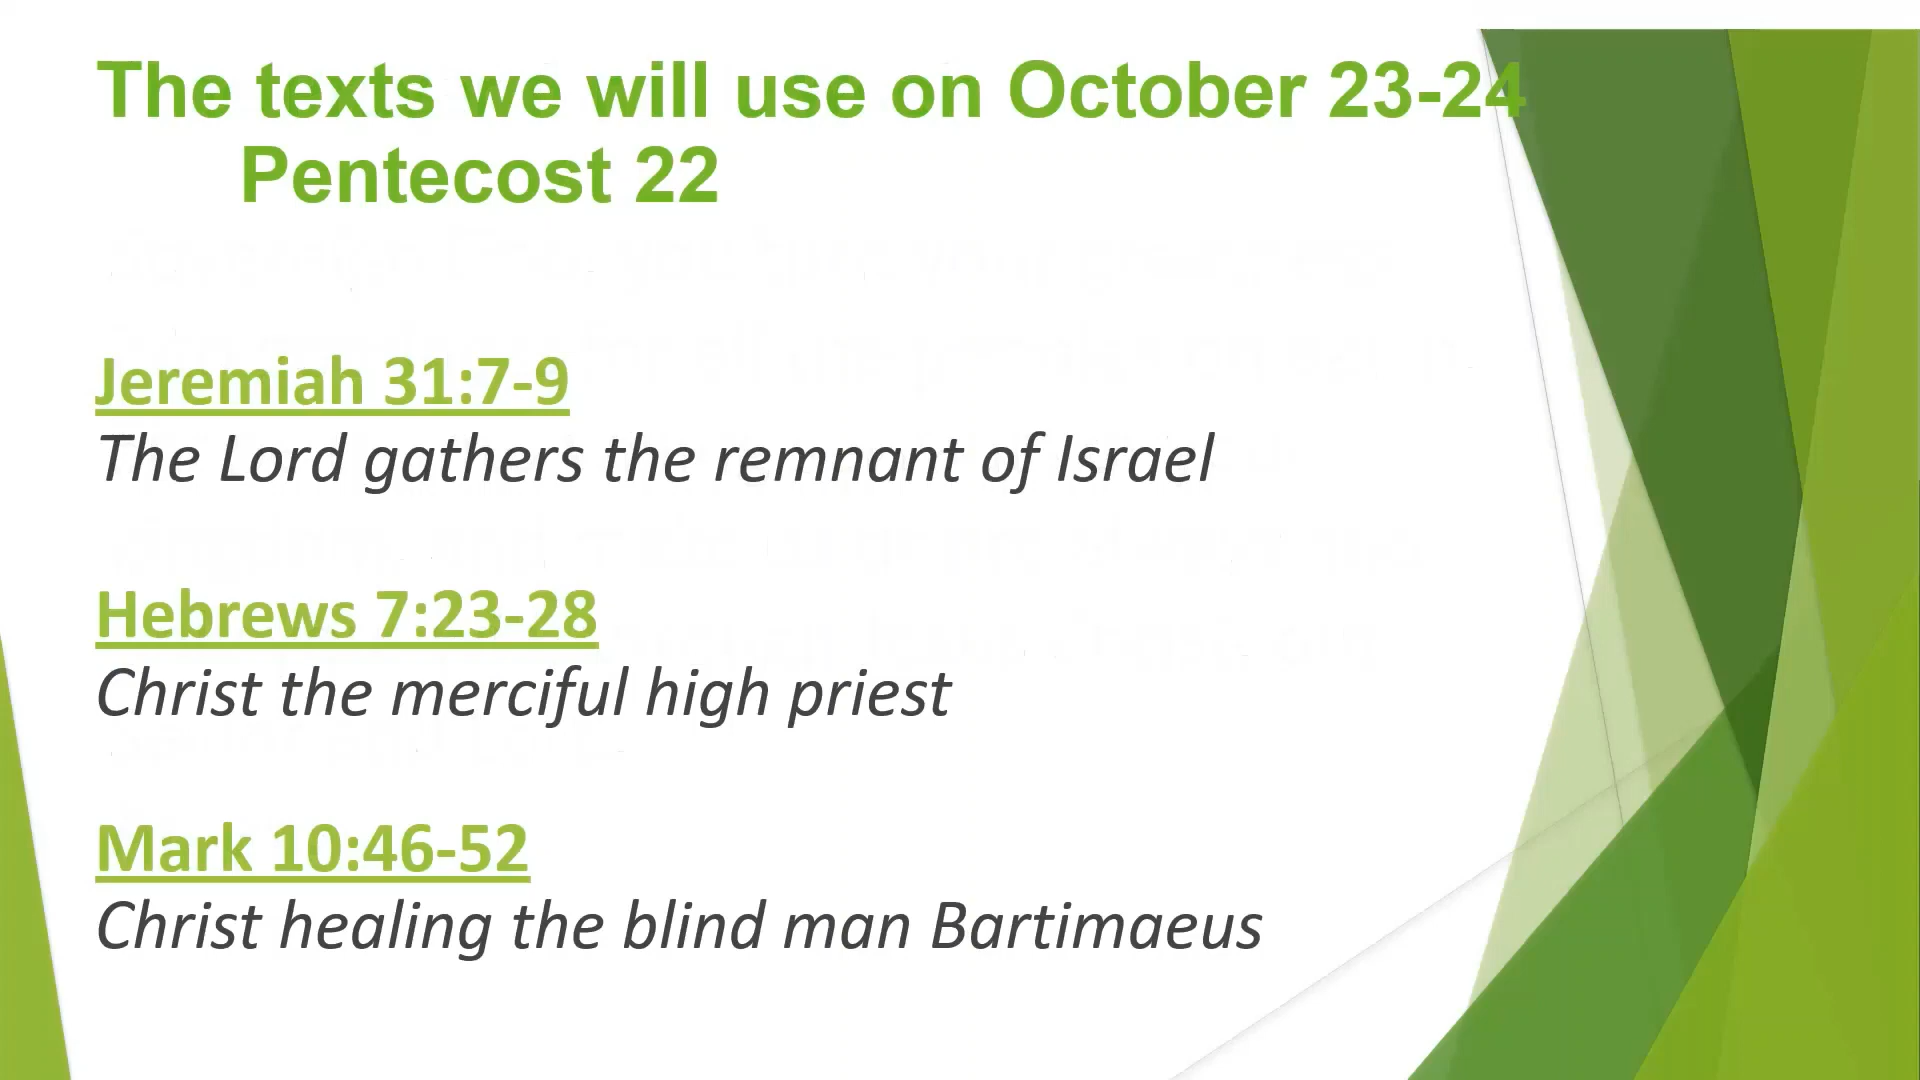 The texts we will use on October 23-24
Pentecost 22
Jeremiah 31:7-9
The Lord gathers the remnant of Israel
Hebrews 7:23-28
Christ the merciful high priest
Mark 10:46-52
Christ healing the blind man Bartimaeus